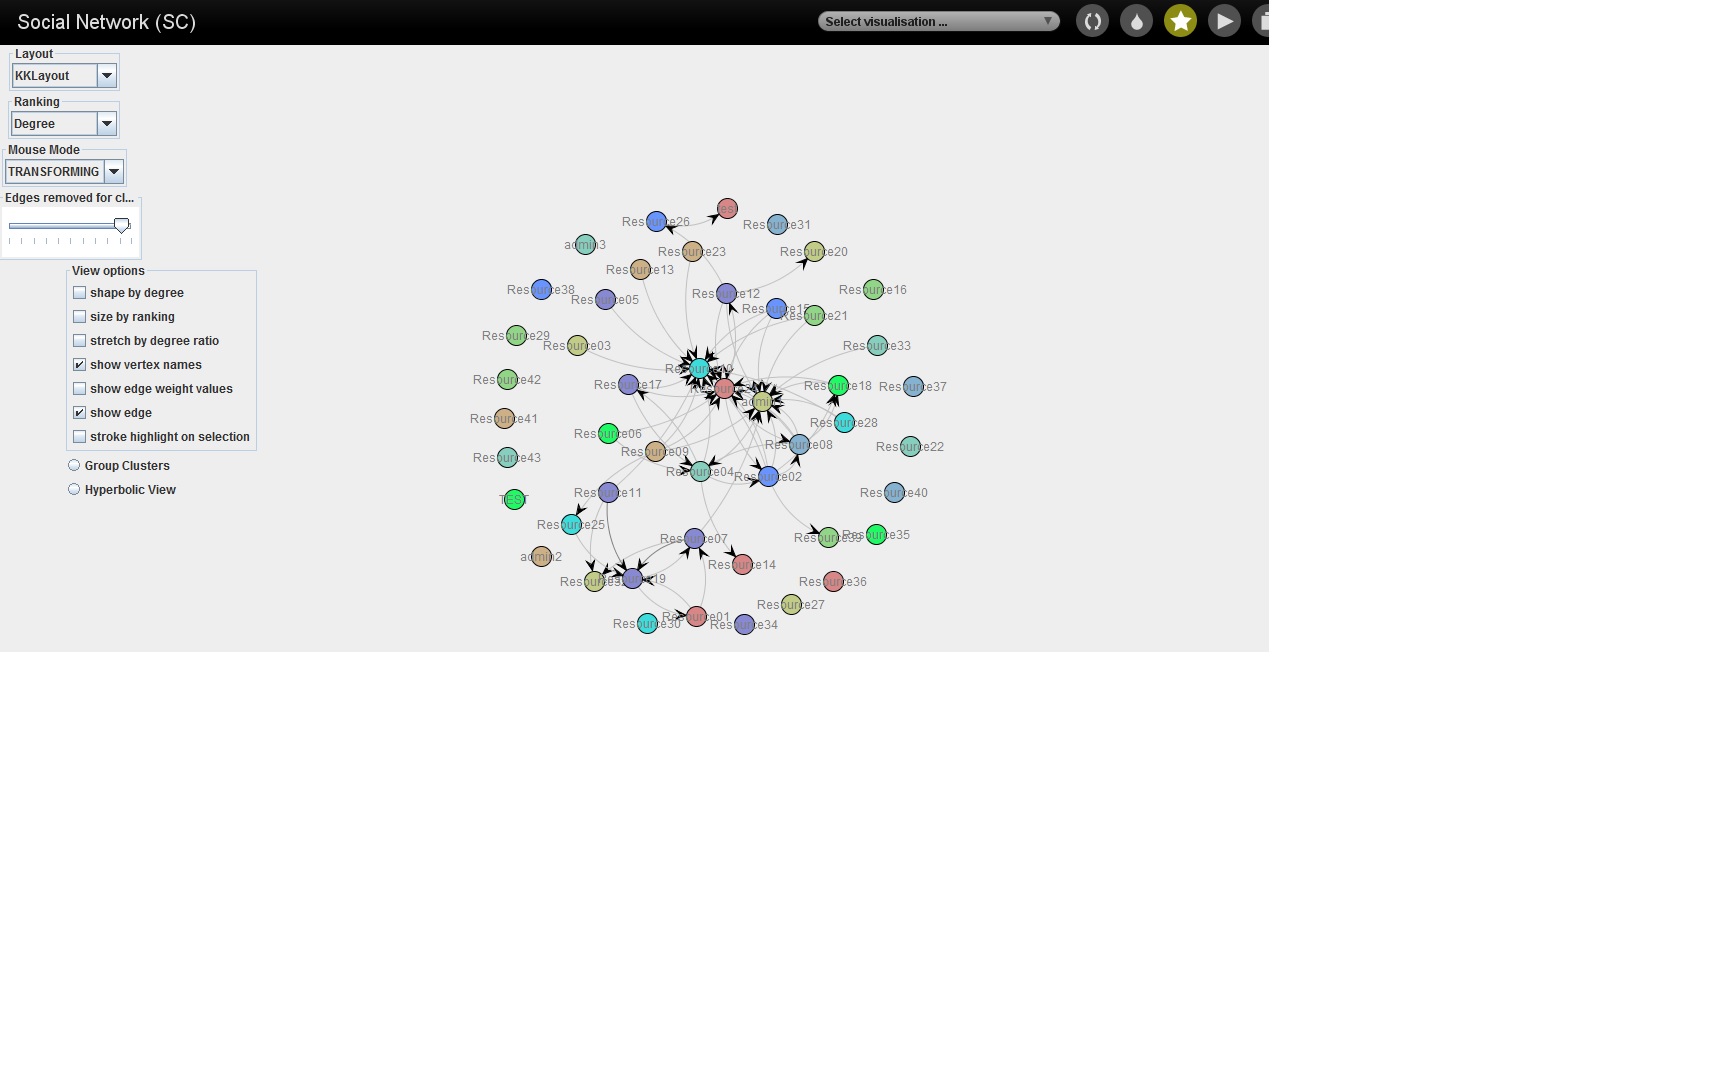 Social Network (SC)
Select visualisation ...
Layout
KKLayout
Ranking
Degree
Mouse Mode
TRANSFORMING
Edges removed for cl...
View options
shape by degree
size by ranking
stretch by degree ratio
show vertex names
show edge weight values
show edge
stroke highlight on selection
Group Clusters
Hyperbolic View
test
Resource26
Resource31
admin3
Resource23
Resource20
Resource13
Resource38
Resource05
Resource12
Resource16
Resource15
Resource21
Resource29
Resource03
Resource33
Resource42
Resource17
Resource18
Resource37
Resource41
Resource28
Resource06
Resource08
Resource22
Resource09
Resource43
Resource04
Resource02
TEST
Resource11
Resource40
Resource25
Resource07
Resource39
Resource35
admin2
Resource14
Resource19
Resource36
Resource27
Resource30
Resource01
Resource34